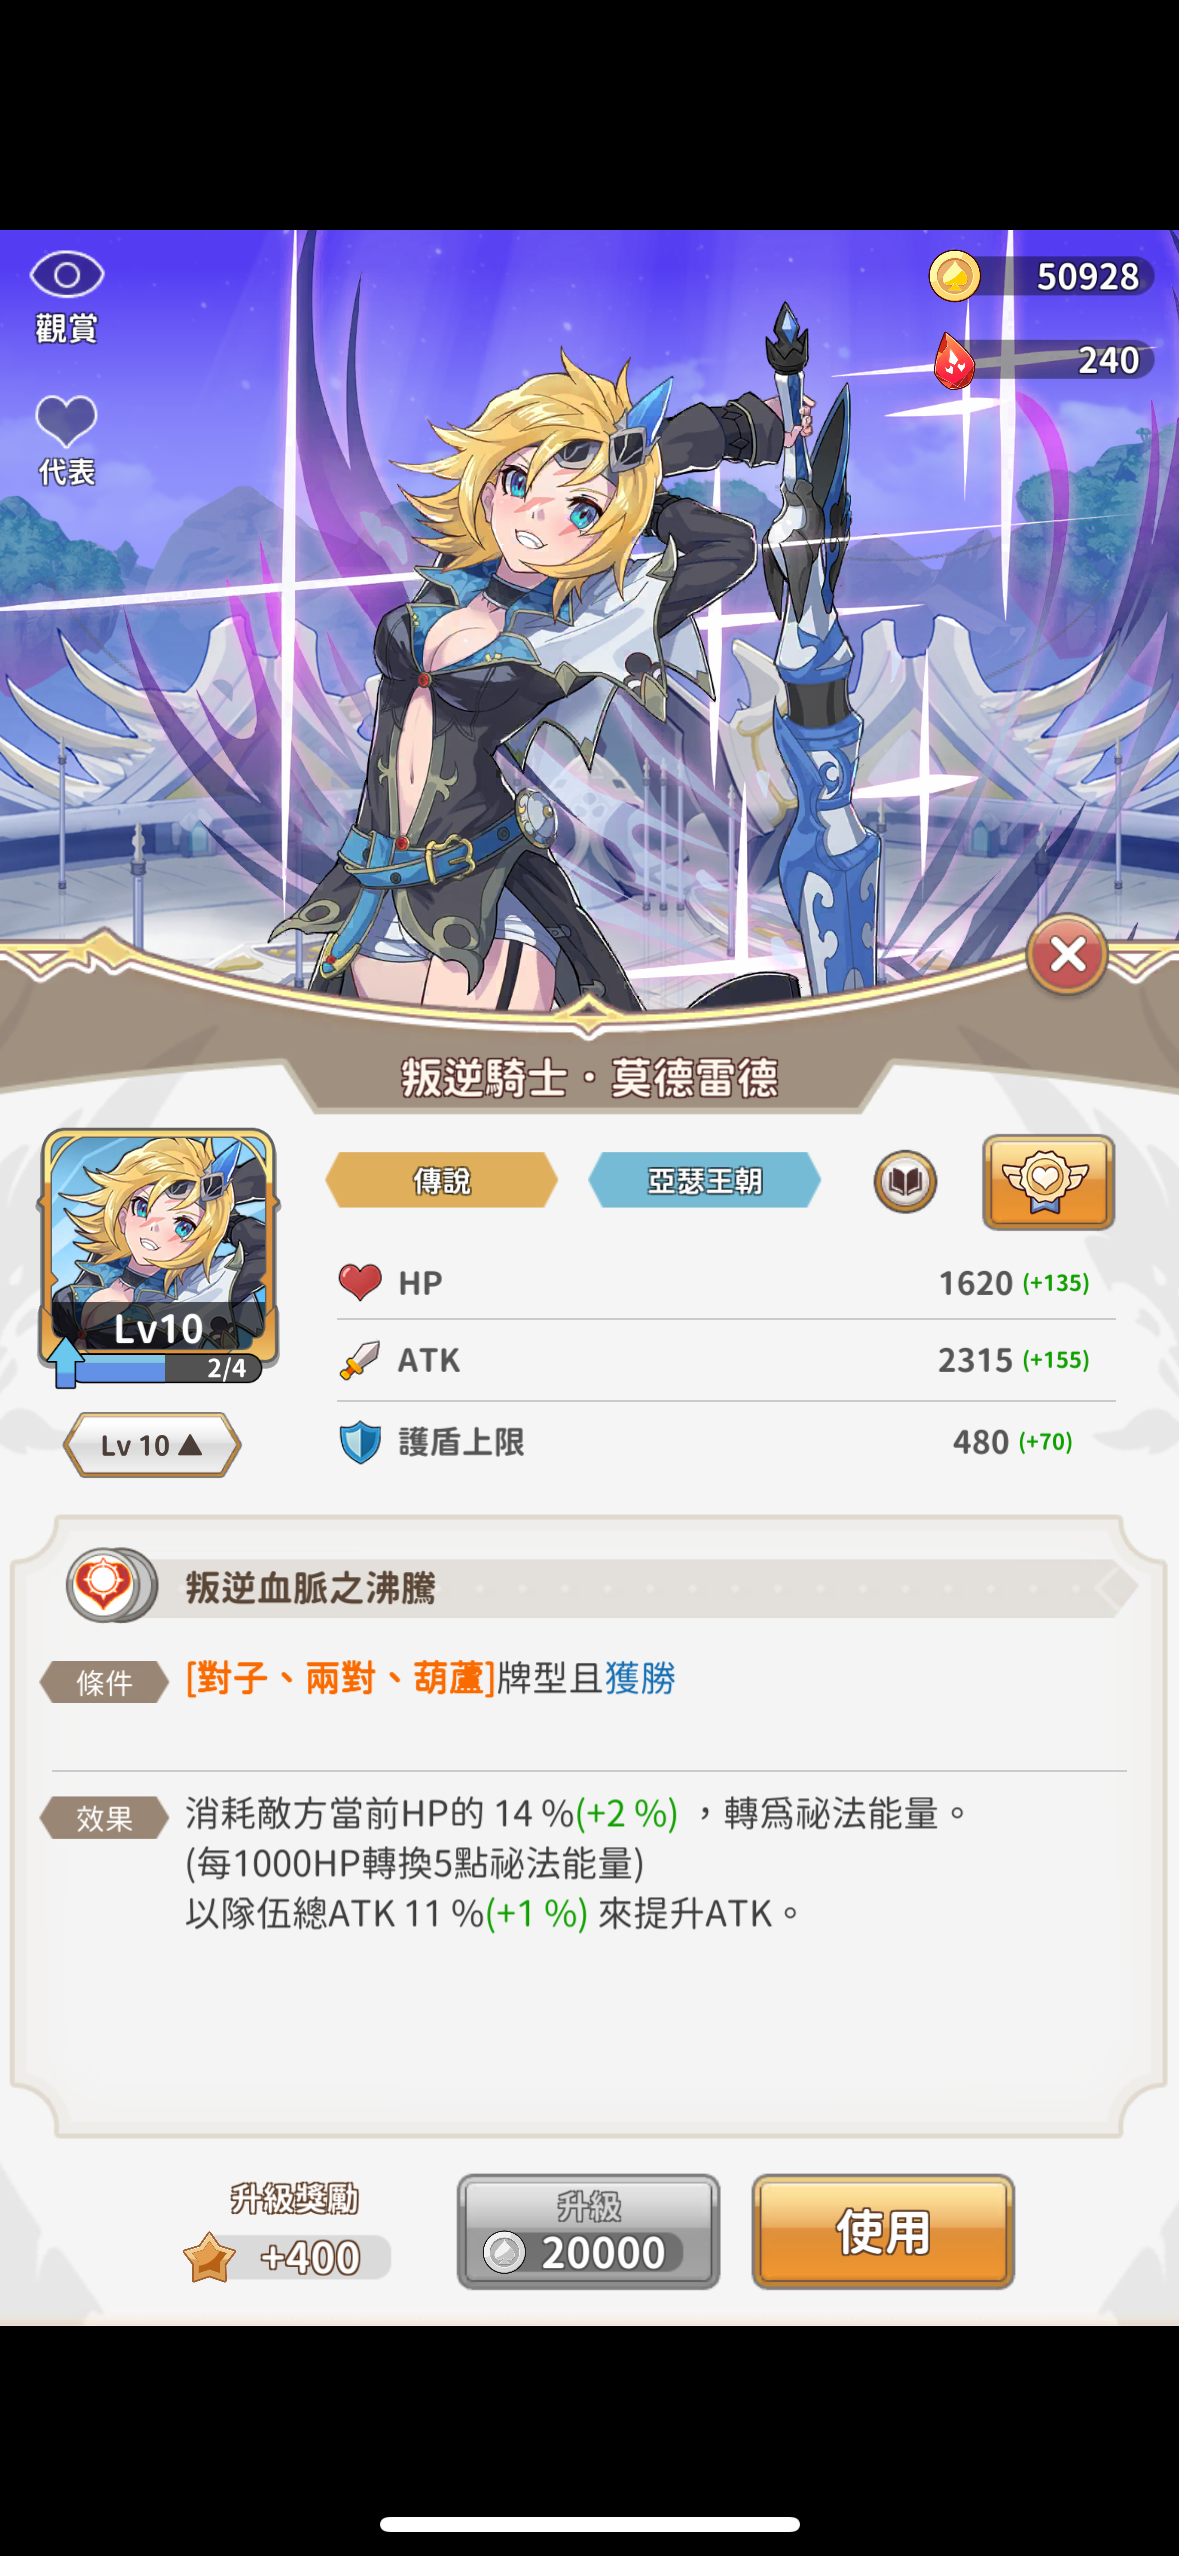 觀賞
代表
50928
240
叛逆騎士·莫德雷德
傳說
亞瑟王朝
Lv10
2/4
Lv 10 ▲
HP
1620 (+135)
ATK
2315 (+155)
護盾上限
480 (+70)
叛逆血脈之沸騰
條件
[對子、兩對、葫蘆]牌型且獲勝
效果
消耗敵方當前HP的 14 %(+2 %) ，轉爲祕法能量。
(每1000HP轉換5點祕法能量)
以隊伍總ATK 11 %(+1 %) 來提升ATK。
升級獎勵
+400
升級
20000
使用